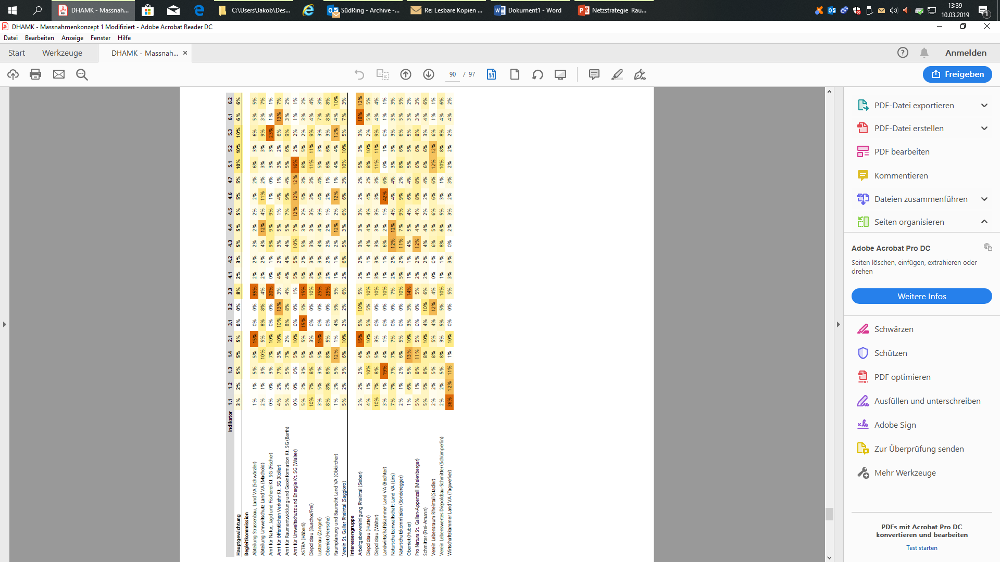 DHAMK - Massnah...
C:\Users\Jakob\Des...
SüdRing - Archive -...
Re: Lesbare Kopien ...
Dokument1 - Word
Netzstrategie Rau...
13:39
10.03.2019
1
DHAMK - Massnahmenkonzept 1 Modifiziert - Adobe Acrobat Reader DC
Datei Bearbeiten Anzeige Fenster Hilfe
Start Werkzeuge DHAMK - Massnah... × Anmelden
90 / 97 Freigeben
Indikator 1.1 1.2 1.3 1.4 2.1 3.1 3.2 3.3 4.1 4.2 4.3 4.4 4.5 4.6 4.7 5.1 5.2 5.3 6.1 6.2
Hauptgewichtung 3% 2% 5% 5% 5% 0% 0% 8% 2% 3% 5% 5% 5% 5% 5% 10% 10% 10% 6% 6%
Begleitkommission
Abteilung Strassenbau, Land VA (Schwärzler) 1% 1% 5% 5% 15% 0% 0% 35% 2% 2% 2% 2% 2% 2% 2% 6% 3% 6% 5% 5%
Abteilung Umweltschutz Land VA (Machold) 2% 1% 3% 10% 5% 8% 8% 4% 2% 2% 4% 12% 4% 11% 2% 3% 3% 9% 3% 7%
Amt für Natur, Jagd und Fischerei Kt. SG (Fischer) 0% 0% 3% 7% 10% 0% 0% 20% 0% 1% 9% 9% 9% 1% 0% 3% 3% 23% 1% 1%
Amt für öffentlichen Verkehr Kt. SG (Koller) 4% 2% 7% 3% 10% 10% 13% 3% 4% 2% 3% 5% 1% 4% 1% 3% 2% 6% 13% 7%
Amt für Raumentwicklung und Geoinformation Kt. SG (Barth) 5% 2% 5% 7% 2% 8% 8% 4% 4% 4% 4% 5% 7% 9% 4% 5% 6% 9% 3% 2%
Amt für Umweltschutz und Energie Kt. SG (Walser) 0% 0% 0% 5% 10% 0% 0% 1% 5% 5% 10% 7% 12% 12% 12% 16% 2% 2% 1% 1%
ASTRA (Häberli) 5% 2% 3% 5% 5% 15% 5% 15% 5% 2% 5% 3% 2% 5% 3% 8% 5% 2% 3% 2%
Diepoldsau (Buschor/Frei) 10% 7% 8% 5% 3% 0% 0% 10% 3% 3% 3% 3% 3% 3% 3% 11% 11% 9% 4% 4%
Lustenau (Zangerl) 3% 5% 3% 5% 15% 0% 0% 25% 5% 3% 4% 4% 3% 4% 4% 5% 3% 3% 7% 3%
Oberriet (Herrsche) 8% 8% 8% 8% 5% 0% 0% 25% 2% 2% 2% 2% 1% 2% 1% 6% 6% 3% 8% 8%
Raumplanung und Baurecht Land VA (Obkircher) 1% 2% 5% 12% 1% 4% 5% 5% 1% 1% 2% 12% 2% 12% 1% 4% 4% 12% 4% 10%
Verein St. Galler Rheintal (Saggioro) 5% 2% 3% 6% 10% 2% 2% 6% 2% 6% 5% 3% 6% 6% 3% 10% 10% 5% 7% 3%
Interessengruppe
Arbeitgebervereinigung Rheintal (Sieber) 2% 2% 2% 4% 15% 5% 10% 5% 2% 2% 3% 3% 3% 2% 2% 5% 3% 3% 18% 12%
Diepoldsau (Hutter) 4% 1% 10% 5% 10% 5% 5% 10% 1% 1% 4% 4% 4% 4% 2% 8% 10% 2% 5% 5%
Diepoldsau (Wälter) 10% 7% 8% 5% 3% 0% 0% 10% 3% 3% 3% 3% 3% 3% 3% 11% 11% 9% 4% 4%
Landwirtschaftskammer Land VA (Bechter) 3% 1% 19% 4% 1% 0% 0% 10% 1% 1% 6% 2% 1% 42% 6% 0% 1% 0% 1% 1%
Naturschutzanwaltschaft Land VA (Lins) 7% 7% 7% 7% 7% 0% 0% 7% 2% 2% 12% 12% 4% 4% 4% 3% 3% 3% 3% 3%
Naturschutzkommission (Sonderegger) 2% 1% 2% 6% 5% 0% 0% 10% 5% 2% 11% 7% 9% 9% 2% 8% 6% 6% 5% 5%
Oberriet (Huber) 1% 6% 5% 13% 10% 3% 3% 14% 1% 1% 4% 5% 4% 6% 4% 5% 5% 5% 3% 2%
Pro Natura St. Gallen-Appenzell (Meienberger) 5% 1% 8% 11% 5% 0% 0% 5% 2% 2% 12% 4% 4% 8% 8% 6% 6% 8% 3% 3%
Schmitter (Frei-Amann) 5% 5% 8% 8% 10% 4% 10% 6% 2% 2% 4% 4% 2% 2% 4% 6% 6% 3% 4% 6%
Verein Lebensraum Rheintal (Stadler) 2% 2% 5% 8% 5% 4% 12% 4% 0% 0% 6% 5% 6% 6% 6% 12% 12% 6% 1% 1%
Verein Lebenswertes Diepoldsau-Schmitter (Schümperlin) 2% 2% 5% 8% 3% 5% 5% 10% 1% 1% 8% 6% 5% 3% 1% 10% 8% 8% 4% 6%
Wirtschaftskammer Land VA (Tagwerker) 36% 12% 11% 1% 10% 0% 0% 5% 3% 3% 0% 2% 3% 2% 3% 2% 2% 2% 4% 2%
PDF-Datei exportieren
PDF-Datei erstellen
PDF bearbeiten
Kommentieren
Dateien zusammenführen
Seiten organisieren
Adobe Acrobat Pro DC
Seiten löschen, einfügen, extrahieren oder
drehen
Weitere Infos
Schwärzen
Schützen
PDF optimieren
Ausfüllen und unterschreiben
Adobe Sign
Zur Überprüfung senden
Mehr Werkzeuge
PDFs mit Acrobat Pro DC
konvertieren und bearbeiten
Test starten